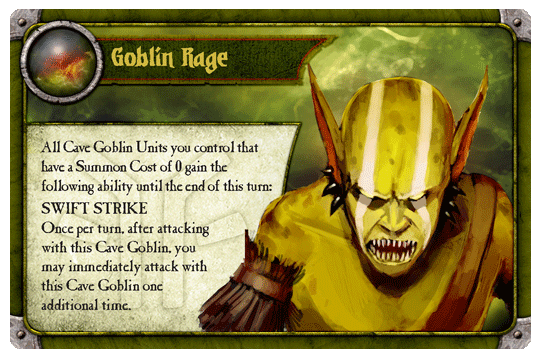 Goblin Rage
All Cave Goblin Units you control that
have a Summon Cost of 0 gain the
following ability until the end of this turn:
SWIFT STRIKE
Once per turn, after attacking
with this Cave Goblin, you
may immediately attack with
this Cave Goblin one
additional time.